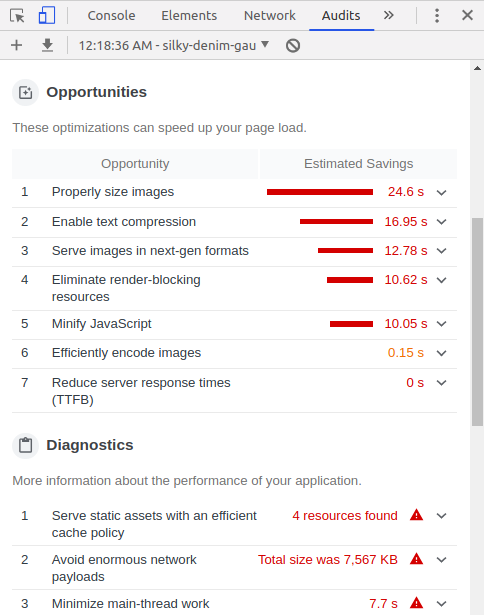 Console Elements Network Audits
12:18:36 AM - silky-denim-gau
Opportunities
These optimizations can speed up your page load.
Opportunity Estimated Savings
1 Properly size images 24.6 s
2 Enable text compression 16.95 s
3 Serve images in next-gen formats 12.78 s
4 Eliminate render-blocking
resources 10.62 s
5 Minify JavaScript 10.05 s
6 Efficiently encode images 0.15 s
7 Reduce server response times
(TTFB) 0 s
Diagnostics
More information about the performance of your application.
1 Serve static assets with an efficient
cache policy 4 resources found
2 Avoid enormous network
payloads Total size was 7,567 KB
3 Minimize main-thread work 7.7 s